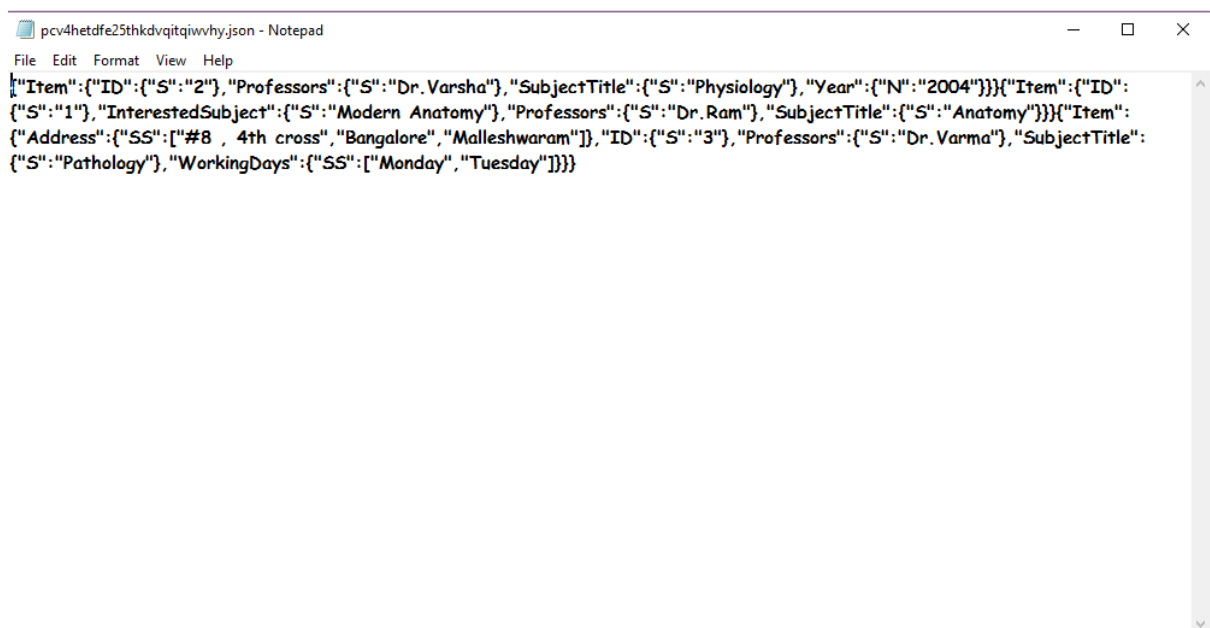 pcv4hetdfe25thkdvqitqiwvhy.json - Notepad
File Edit Format View Help
{"Item":{"ID":{"S":"2"},"Professors":{"S":"Dr.Varsha"},"SubjectTitle":{"S":"Physiology"},"Year":{"N":"2004"}}}{"Item":{"ID":
{"S":"1"},"InterestedSubject":{"S":"Modern Anatomy"},"Professors":{"S":"Dr.Ram"},"SubjectTitle":{"S":"Anatomy"}}}{"Item":
{"Address":{"SS":["#8 , 4th cross","Bangalore","Malleshwaram"]},"ID":{"S":"3"},"Professors":{"S":"Dr.Varma"},"SubjectTitle":
{"S":"Pathology"},"WorkingDays":{"SS":["Monday","Tuesday"]}}}